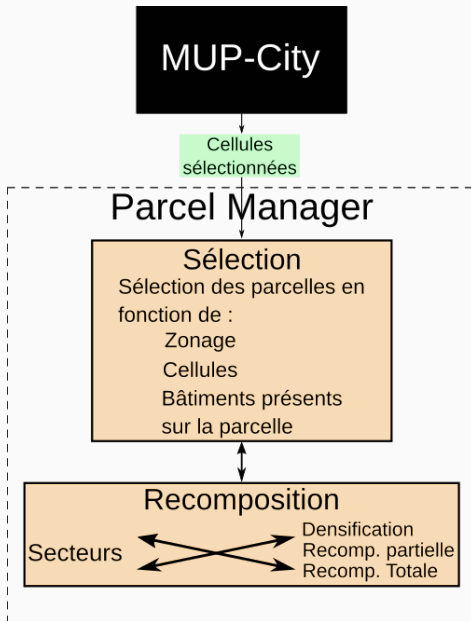 MUP-City
Cellules
sélectionnées
Parcel Manager
Sélection
Sélection des parcelles en
fonction de :
Zonage
Cellules
Bâtiments présents
sur la parcelle
Recomposition
Secteurs
Densification
Recomp. partielle
Recomp. Totale